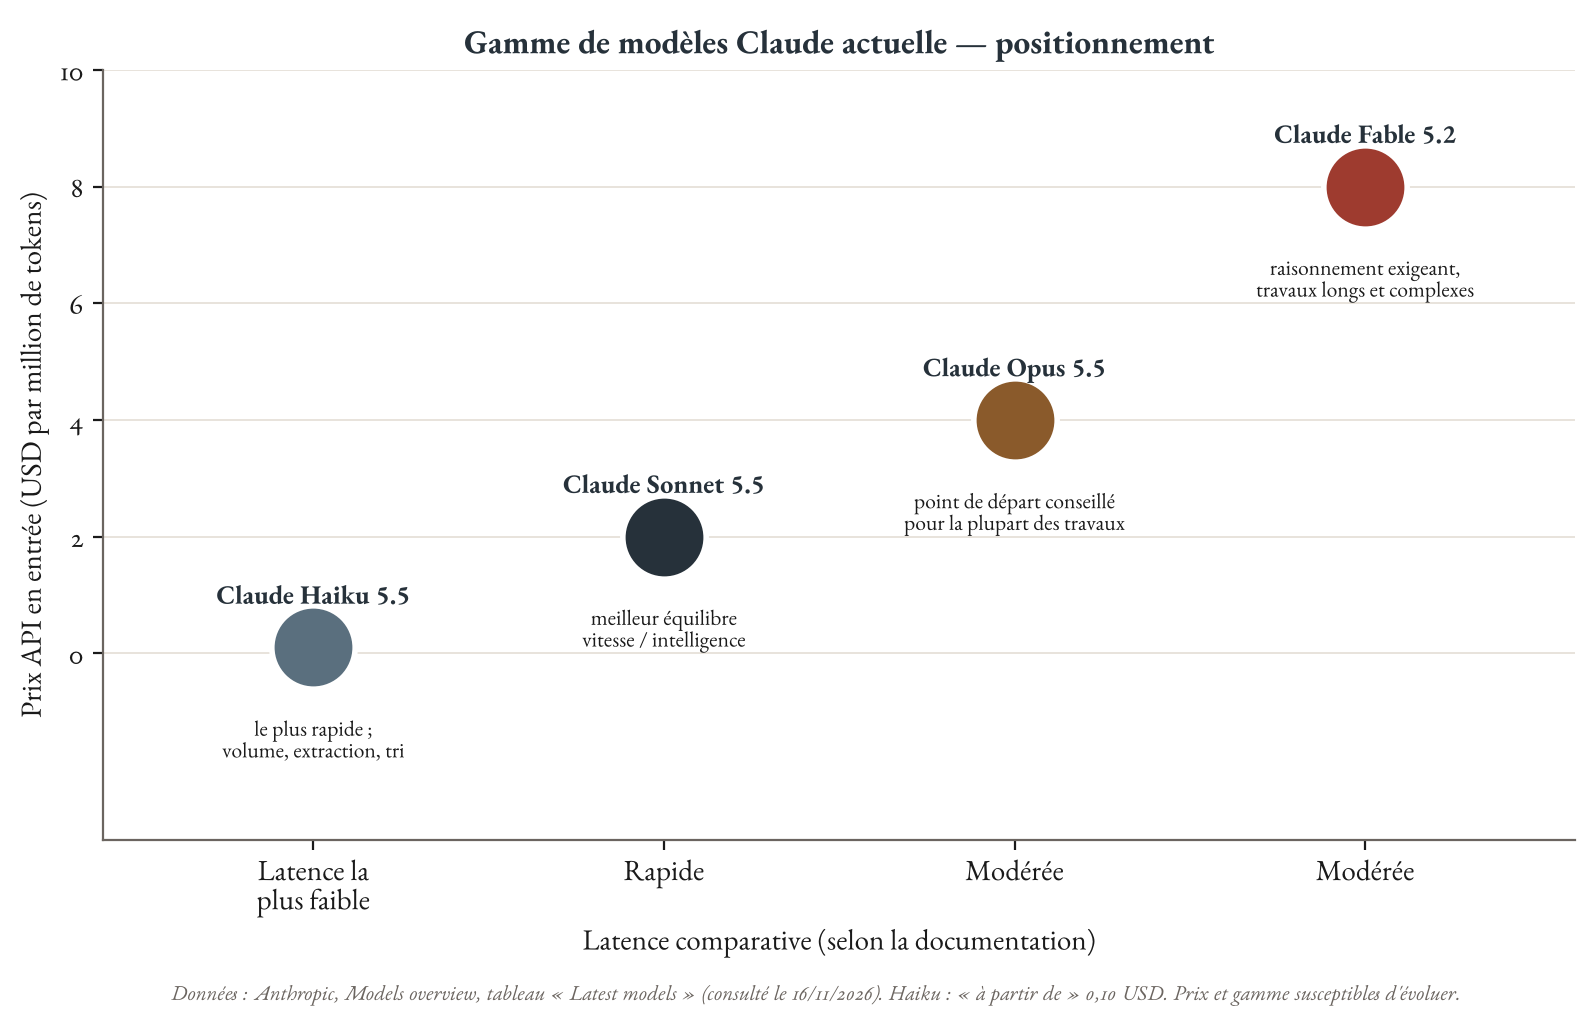 Gamme de modèles Claude actuelle — positionnement
Prix API en entrée (USD par million de tokens)
10
8
6
4
2
0
Claude Fable 5.2
raisonnement exigeant,
travaux longs et complexes
Claude Opus 5.5
point de départ conseillé
pour la plupart des travaux
Claude Sonnet 5.5
meilleur équilibre
vitesse / intelligence
Claude Haiku 5.5
le plus rapide ;
volume, extraction, tri
Latence la
plus faible
Rapide
Modérée
Modérée
Latence comparative (selon la documentation)
Données : Anthropic, Models overview, tableau « Latest models » (consulté le 16/11/2026). Haiku : « à partir de » 0,10 USD. Prix et gamme susceptibles d'évoluer.